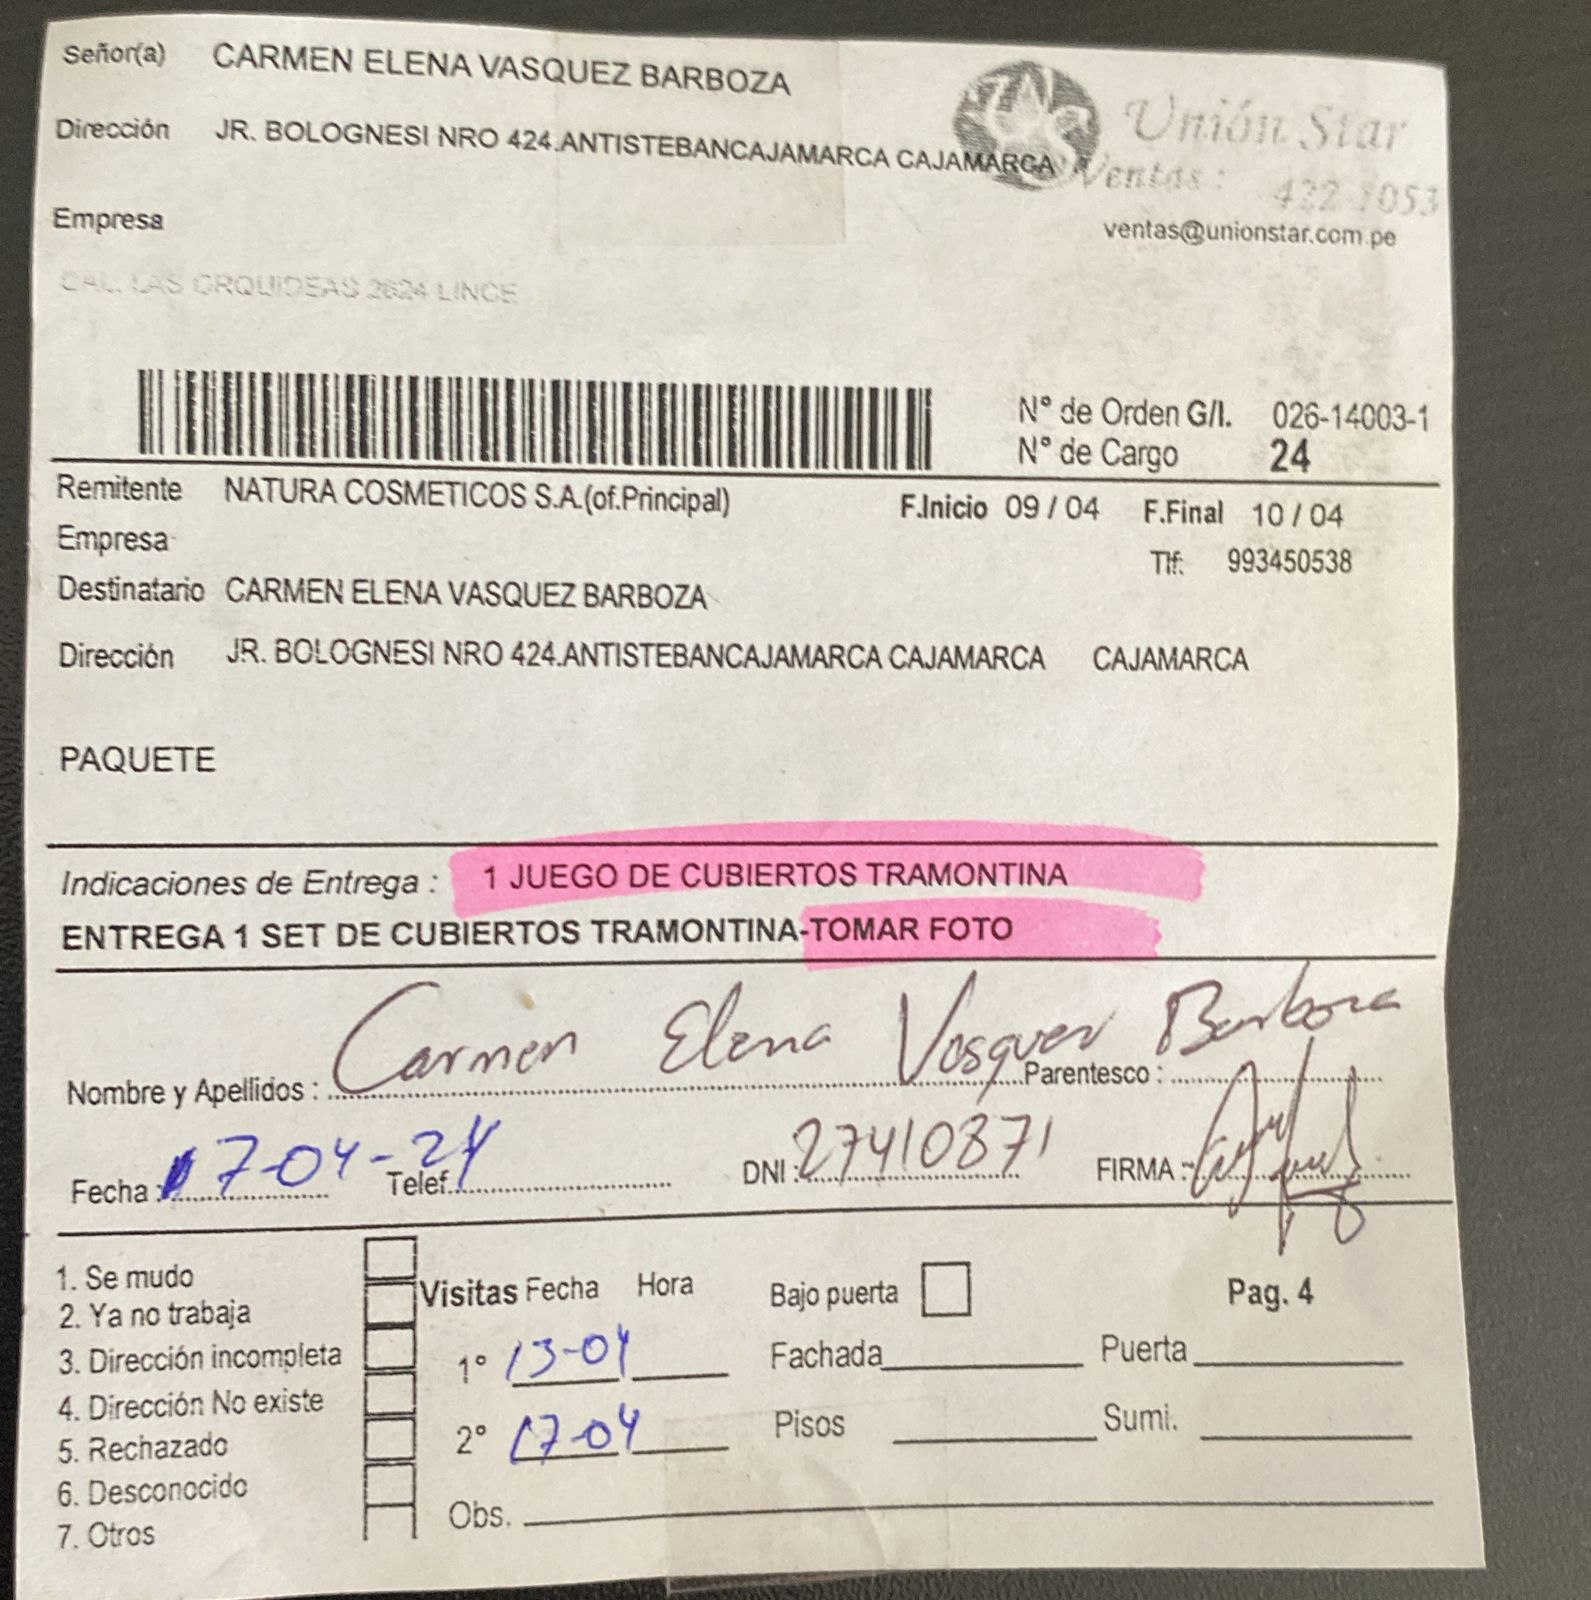 Señor(a) CARMEN ELENA VASQUEZ BARBOZA
Dirección JR. BOLOGNESI NRO 424.ANTISTEBANCAJAMARCA CAJAMARCA
Unión Star
Ventas : 422-1053
Empresa
ventas@unionstar.com.pe
CAL. LAS ORQUIDEAS 2624 LINCE
N° de Orden G/I. 026-14003-1
N° de Cargo 24
Remitente NATURA COSMETICOS S.A.(of.Principal) F.Inicio 09 / 04 F.Final 10 / 04
Empresa Tlf: 993450538
Destinatario CARMEN ELENA VASQUEZ BARBOZA
Dirección JR. BOLOGNESI NRO 424.ANTISTEBANCAJAMARCA CAJAMARCA CAJAMARCA
PAQUETE
Indicaciones de Entrega : 1 JUEGO DE CUBIERTOS TRAMONTINA
ENTREGA 1 SET DE CUBIERTOS TRAMONTINA-TOMAR FOTO
Nombre y Apellidos : Carmen Elena Vasquez Barboza Parentesco :
Fecha : 17-04-24 Telef. DNI : 27410871 FIRMA :
1. Se mudo
2. Ya no trabaja
3. Dirección incompleta
4. Dirección No existe
5. Rechazado
6. Desconocido
7. Otros
Visitas Fecha Hora
1° 13-04
2° 17-04
Obs.
Bajo puerta
Fachada
Pisos
Pag. 4
Puerta
Sumi.